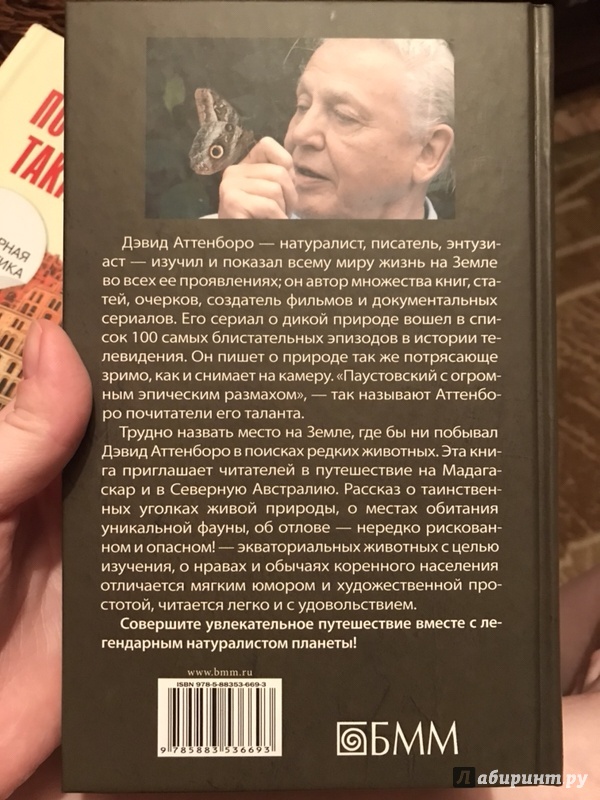 ПО
ТАК
РНАЯ
ИКА
Дэвид Аттенборо — натуралист, писатель, энтузи-
аст — изучил и показал всему миру жизнь на Земле
во всех ее проявлениях; он автор множества книг, ста-
тей, очерков, создатель фильмов и документальных
сериалов. Его сериал о дикой природе вошел в спи-
сок 100 самых блистательных эпизодов в истории те-
левидения. Он пишет о природе так же потрясающе
зримо, как и снимает на камеру. «Паустовский с огром-
ным эпическим размахом», — так называют Аттенбо-
ро почитатели его таланта.
Трудно назвать место на Земле, где бы ни побывал
Дэвид Аттенборо в поисках редких животных. Эта кни-
га приглашает читателей в путешествие на Мадага-
скар и в Северную Австралию. Рассказ о таинствен-
ных уголках живой природы, о местах обитания
уникальной фауны, об отлове — нередко рискован-
ном и опасном! — экваториальных животных с целью
изучения, о нравах и обычаях коренного населения
отличается мягким юмором и художественной про-
стотой, читается легко и с удовольствием.
Совершите увлекательное путешествие вместе с ле-
гендарным натуралистом планеты!
www.bmm.ru
ISBN 978-5-88353-669-3
9 785883 536693
БММ
Лабиринт.ру